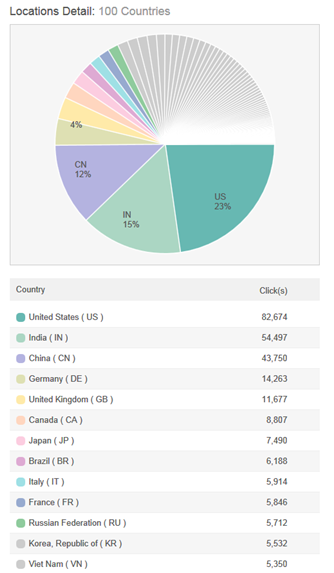 Locations Detail: 100 Countries
4%
CN
12%
US
23%
IN
15%
Country Click(s)
United States ( US ) 82,674
India ( IN ) 54,497
China ( CN ) 43,750
Germany ( DE ) 14,263
United Kingdom ( GB ) 11,677
Canada ( CA ) 8,807
Japan ( JP ) 7,490
Brazil ( BR ) 6,188
Italy ( IT ) 5,914
France ( FR ) 5,846
Russian Federation ( RU ) 5,712
Korea, Republic of ( KR ) 5,532
Viet Nam ( VN ) 5,350